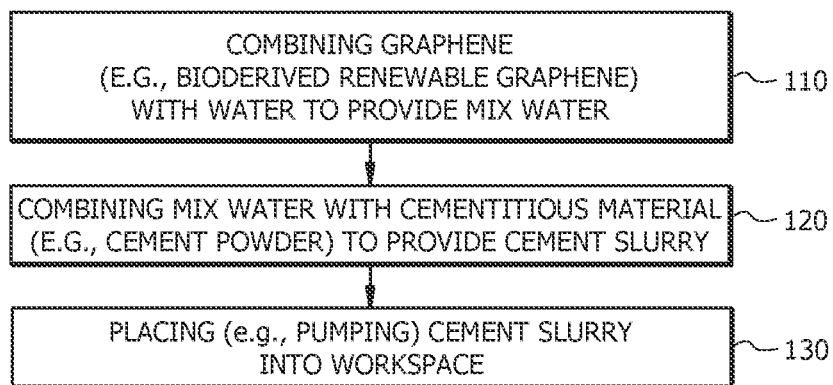 COMBINING GRAPHENE
(E.G., BIODERIVED RENEWABLE GRAPHENE)
WITH WATER TO PROVIDE MIX WATER
110
COMBINING MIX WATER WITH CEMENTITIOUS MATERIAL
(E.G., CEMENT POWDER) TO PROVIDE CEMENT SLURRY
120
PLACING (e.g., PUMPING) CEMENT SLURRY
INTO WORKSPACE
130